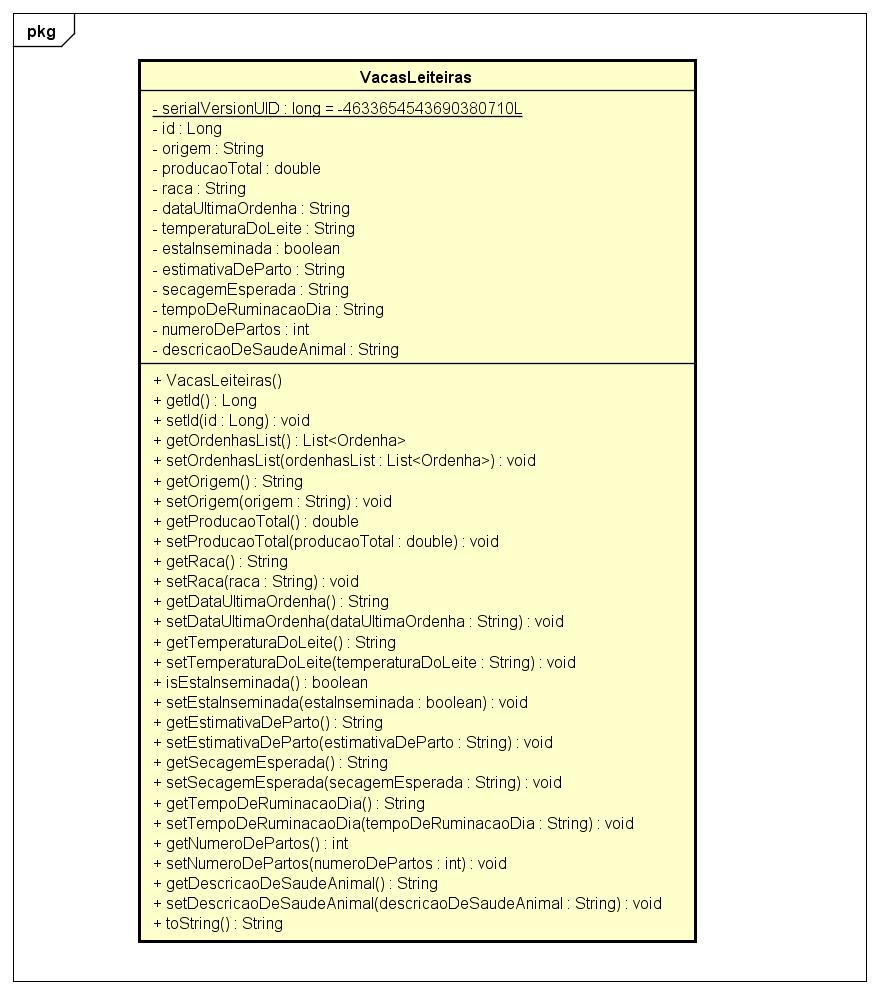 pkg
VacasLeiteiras
- serialVersionUID : long = -4633654543690380710L
- id : Long
- origem : String
- producaoTotal : double
- raca : String
- dataUltimaOrdenha : String
- temperaturaDoLeite : String
- estaInseminada : boolean
- estimativaDeParto : String
- secagemEsperada : String
- tempoDeRuminacaoDia : String
- numeroDePartos : int
- descricaoDeSaudeAnimal : String
+ VacasLeiteiras()
+ getId() : Long
+ setId(id : Long) : void
+ getOrdenhasList() : List<Ordenha>
+ setOrdenhasList(ordenhasList : List<Ordenha>) : void
+ getOrigem() : String
+ setOrigem(origem : String) : void
+ getProducaoTotal() : double
+ setProducaoTotal(producaoTotal : double) : void
+ getRaca() : String
+ setRaca(raca : String) : void
+ getDataUltimaOrdenha() : String
+ setDataUltimaOrdenha(dataUltimaOrdenha : String) : void
+ getTemperaturaDoLeite() : String
+ setTemperaturaDoLeite(temperaturaDoLeite : String) : void
+ isEstaInseminada() : boolean
+ setEstaInseminada(estaInseminada : boolean) : void
+ getEstimativaDeParto() : String
+ setEstimativaDeParto(estimativaDeParto : String) : void
+ getSecagemEsperada() : String
+ setSecagemEsperada(secagemEsperada : String) : void
+ getTempoDeRuminacaoDia() : String
+ setTempoDeRuminacaoDia(tempoDeRuminacaoDia : String) : void
+ getNumeroDePartos() : int
+ setNumeroDePartos(numeroDePartos : int) : void
+ getDescricaoDeSaudeAnimal() : String
+ setDescricaoDeSaudeAnimal(descricaoDeSaudeAnimal : String) : void
+ toString() : String